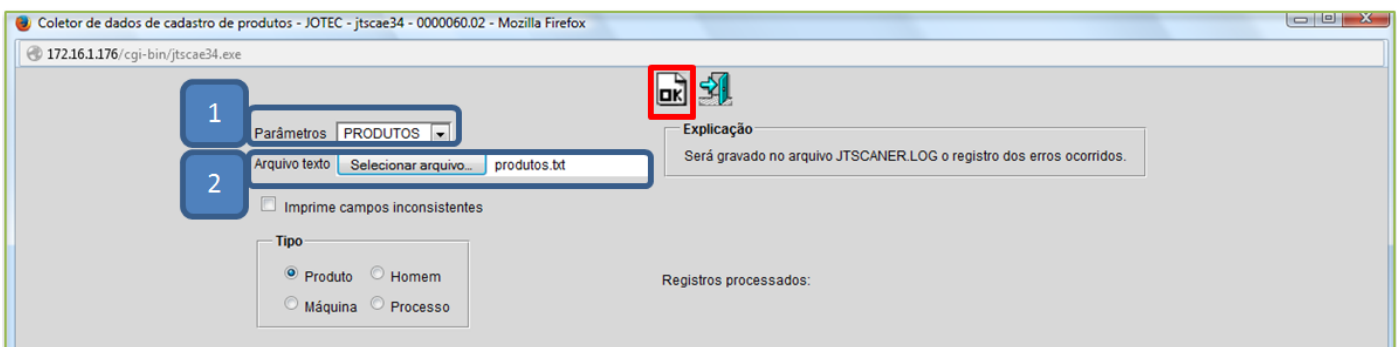 Coletor de dados de cadastro de produtos - JOTEC - jtscae34 - 0000060.02 - Mozilla Firefox
172.16.1.176/cgi-bin/jtscae34.exe
OK
1
Parâmetros PRODUTOS
Explicação
Será gravado no arquivo JTSCANER.LOG o registro dos erros ocorridos.
2
Arquivo texto Selecionar arquivo... produtos.txt
Imprime campos inconsistentes
Tipo
Produto Homem
Máquina Processo
Registros processados: